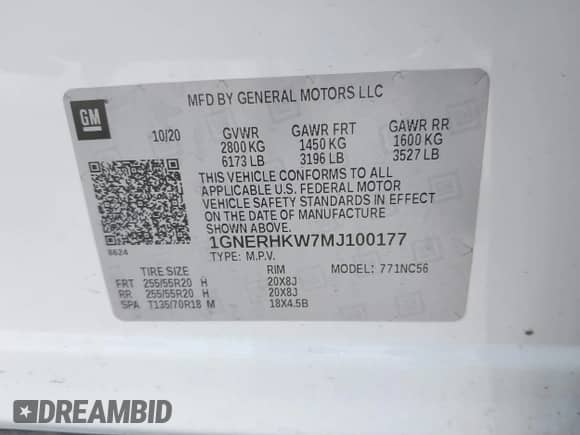 MFD BY GENERAL MOTORS LLC
GM
10/20 GVWR GAWR FRT GAWR RR
2800 KG 1450 KG 1600 KG
6173 LB 3196 LB 3527 LB
THIS VEHICLE CONFORMS TO ALL
APPLICABLE U.S. FEDERAL MOTOR
VEHICLE SAFETY STANDARDS IN EFFECT
ON THE DATE OF MANUFACTURE
SHOWN ABOVE.
8624
1GNERHKW7MJ100177
TYPE: M.P.V.
TIRE SIZE RIM MODEL: 771NC56
FRT 255/55R20 H 20X8J
RR 255/55R20 H 20X8J
SPA T135/70R18 M 18X4.5B
DREAMBID